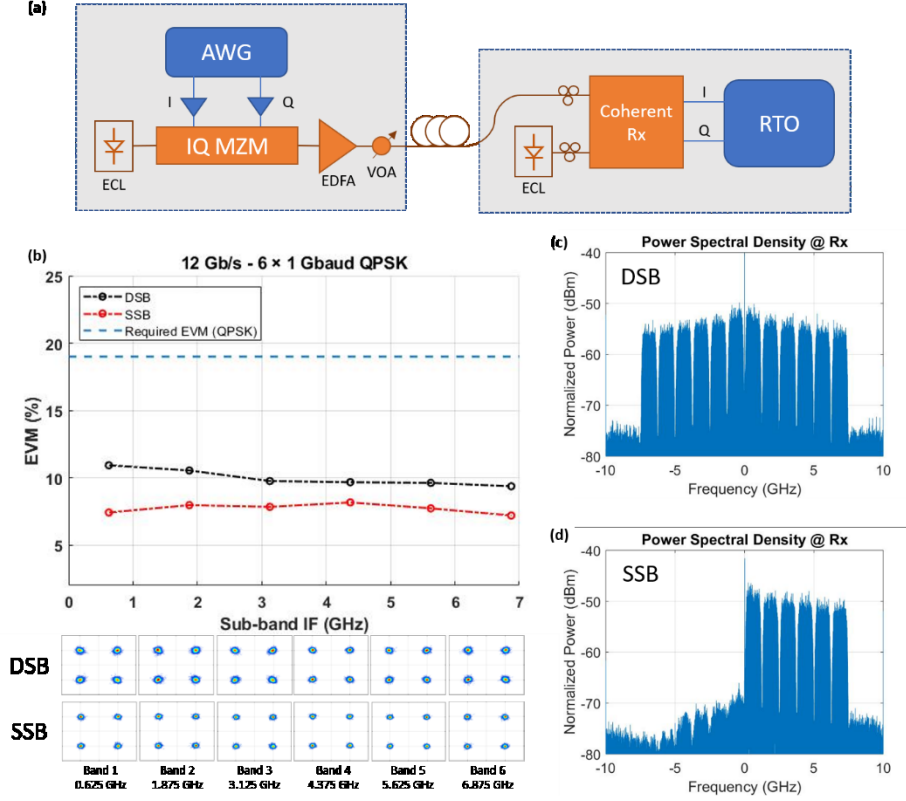 (a)
AWG
I
Q
IQ MZM
ECL
EDFA
VOA
Coherent
Rx
I
Q
RTO
ECL
(b)
12 Gb/s - 6 × 1 Gbaud QPSK
DSB
SSB
Required EVM (QPSK)
25
20
15
10
5
EVM (%)
0 1 2 3 4 5 6 7
Sub-band IF (GHz)
DSB
SSB
Band 1 Band 2 Band 3 Band 4 Band 5 Band 6
0.625 GHz 1.875 GHz 3.125 GHz 4.375 GHz 5.625 GHz 6.875 GHz
(c)
Power Spectral Density @ Rx
DSB
-40
-50
-60
-70
-80
Normalized Power (dBm)
-10 -5 0 5 10
Frequency (GHz)
(d)
Power Spectral Density @ Rx
SSB
-40
-50
-60
-70
-80
Normalized Power (dBm)
-10 -5 0 5 10
Frequency (GHz)